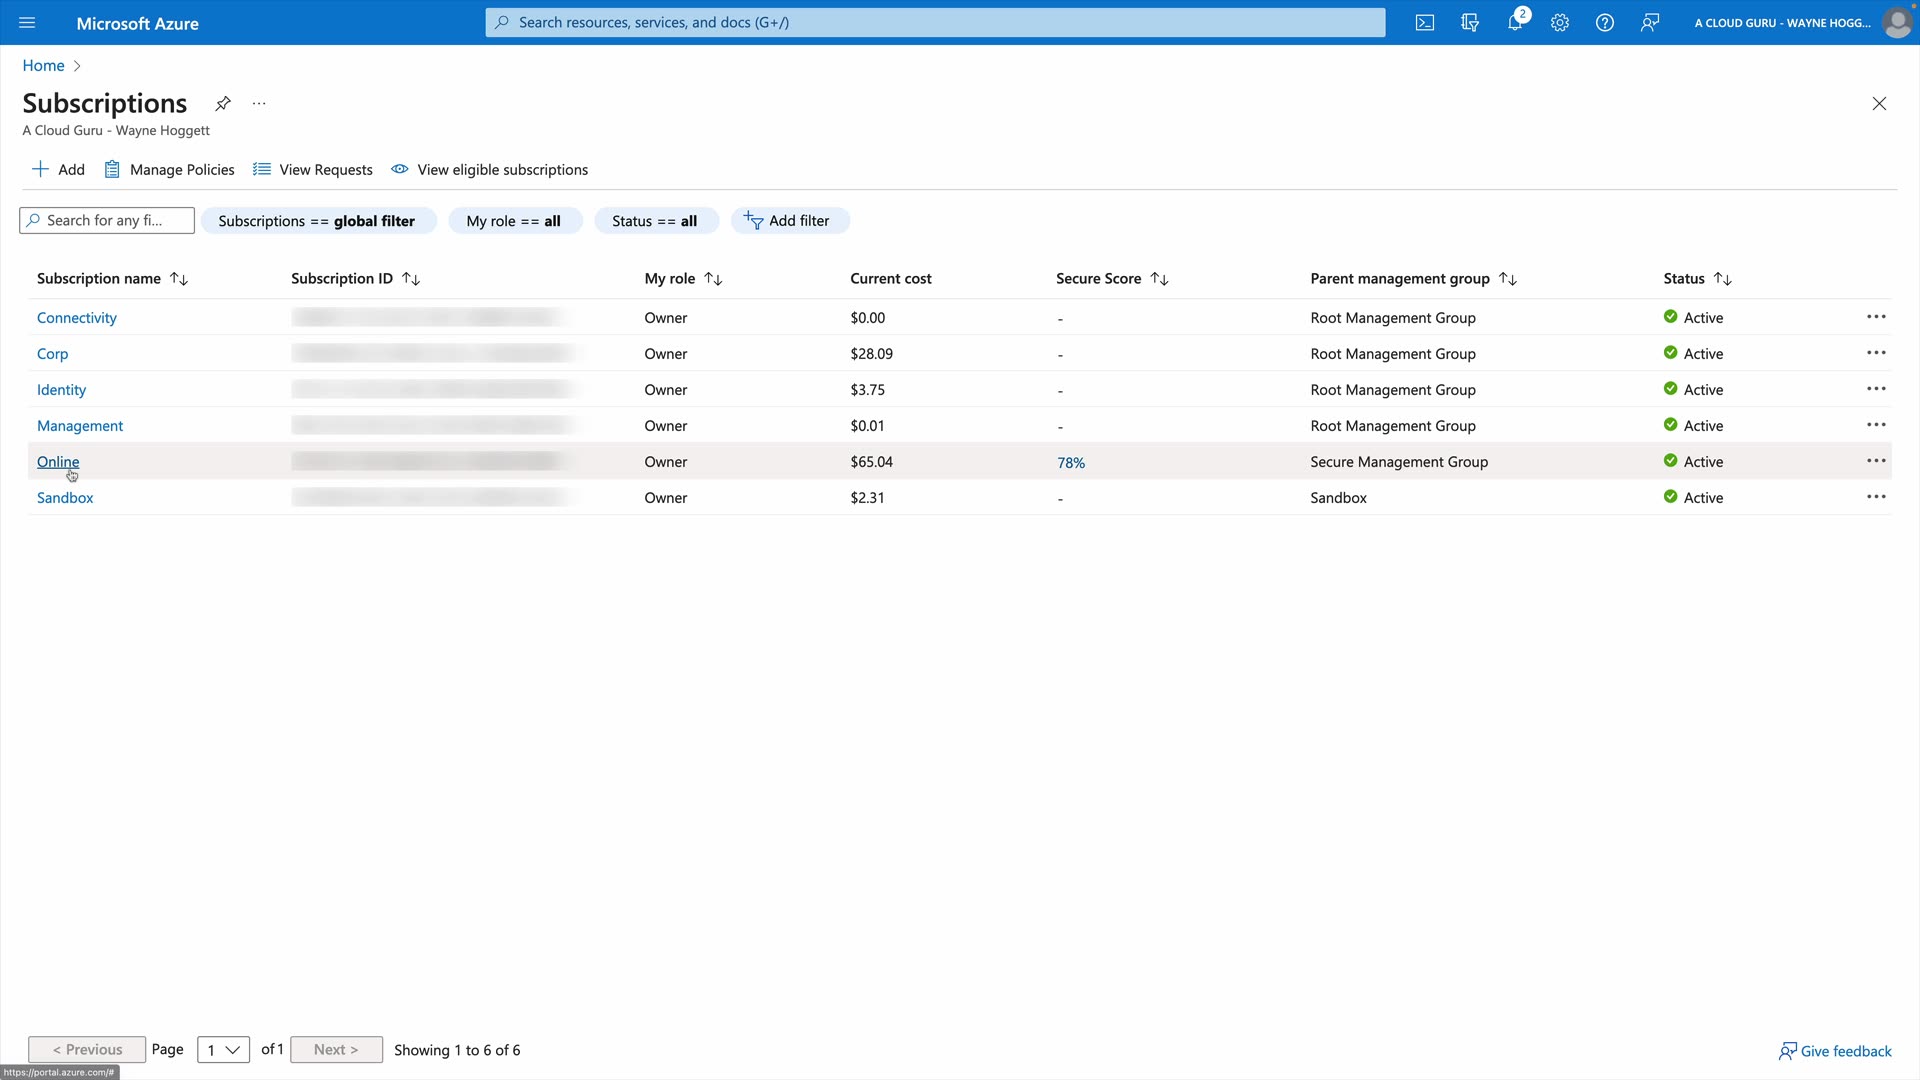 Microsoft Azure
Search resources, services, and docs (G+/)
2
A CLOUD GURU - WAYNE HOGG...
Home
Subscriptions
...
A Cloud Guru - Wayne Hoggett
Add
Manage Policies
View Requests
View eligible subscriptions
Search for any fi...
Subscriptions == global filter
My role == all
Status == all
Add filter
Subscription name Subscription ID My role Current cost Secure Score Parent management group Status
Connectivity Owner $0.00 - Root Management Group Active
Corp Owner $28.09 - Root Management Group Active
Identity Owner $3.75 - Root Management Group Active
Management Owner $0.01 - Root Management Group Active
Online Owner $65.04 78% Secure Management Group Active
Sandbox Owner $2.31 - Sandbox Active
< Previous Page 1 of 1 Next > Showing 1 to 6 of 6
Give feedback
https://portal.azure.com/#